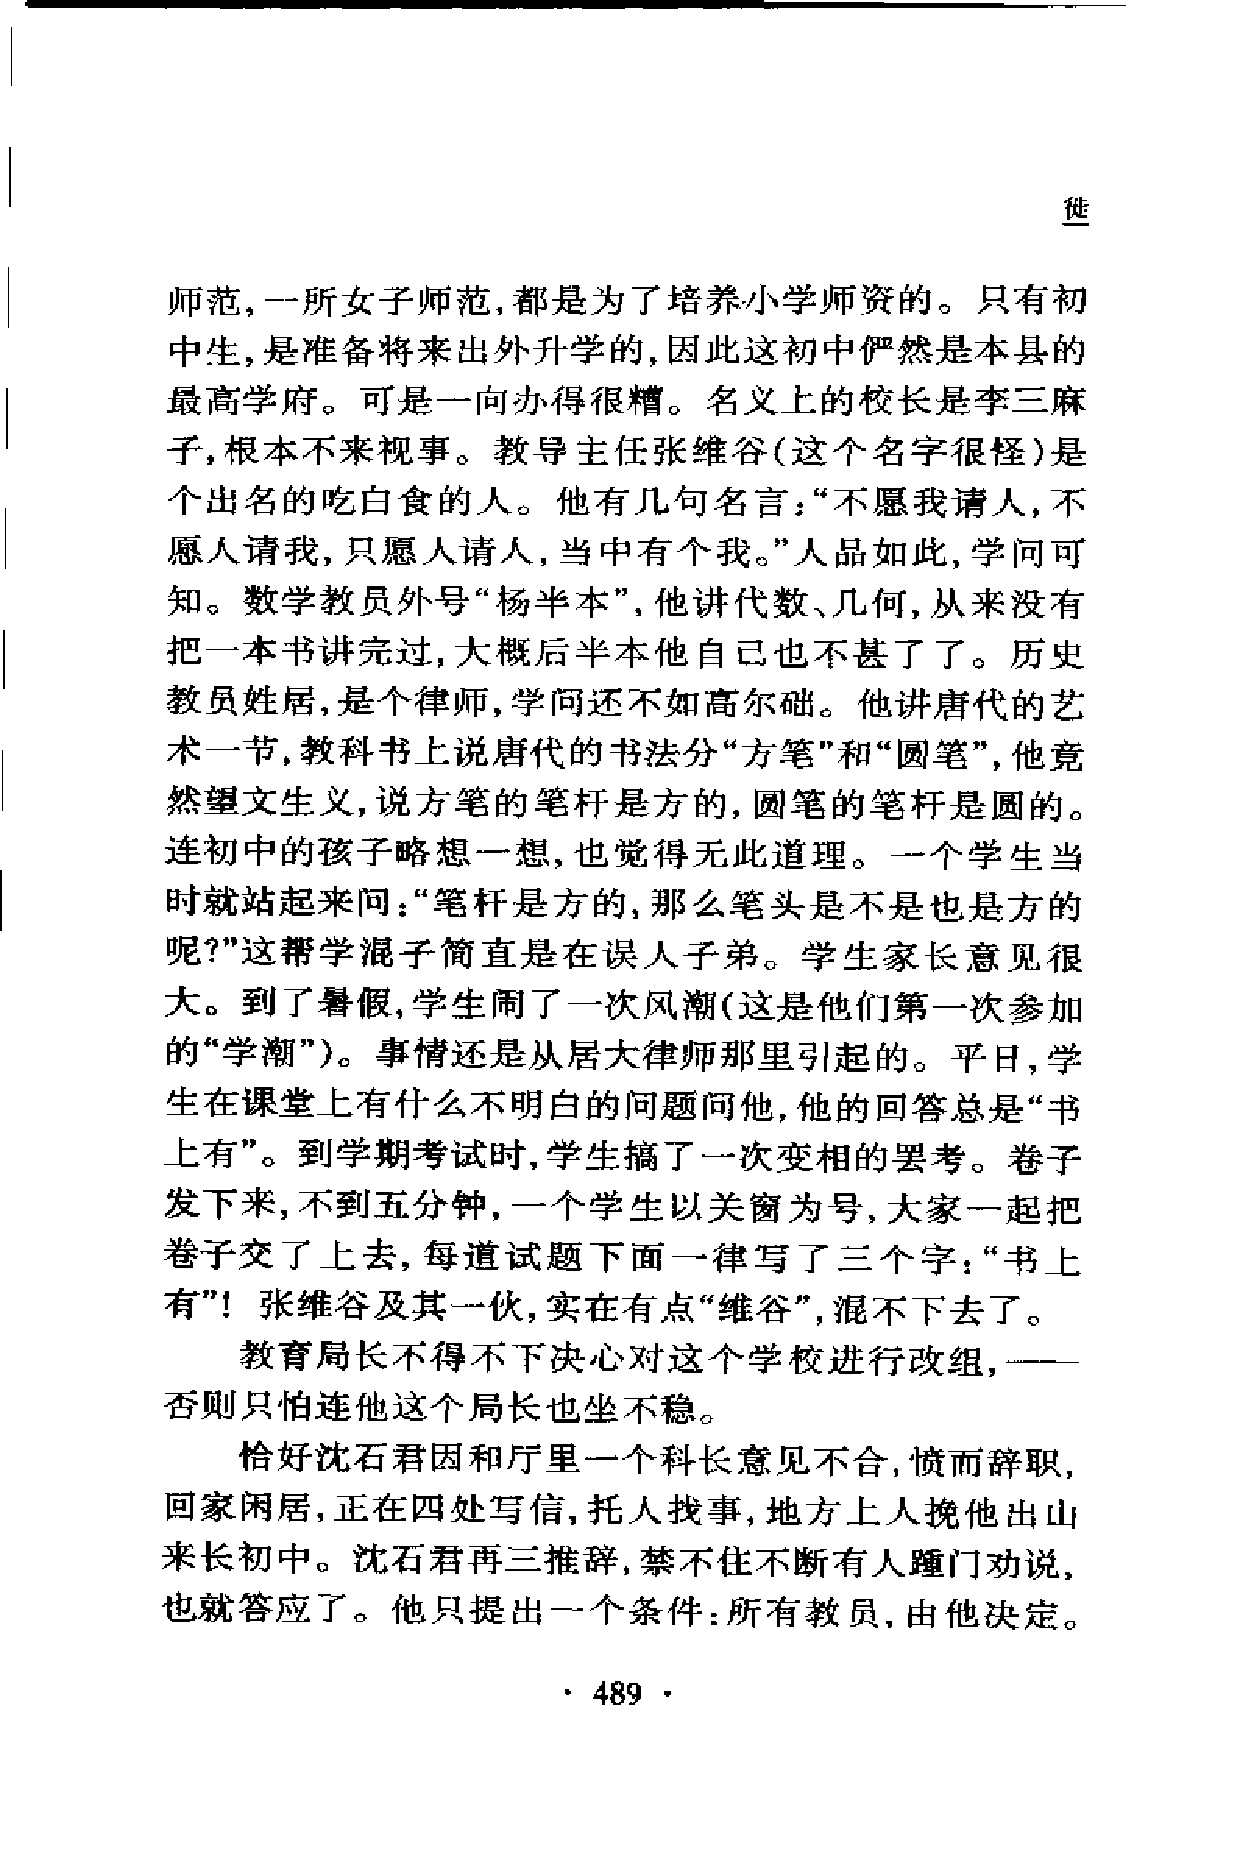 徙
师范,一所女子师范,都是为了培养小学师资的。只有初
中生,是准备将来出外升学的,因此这初中俨然是本县的
最高学府。可是一向办得很糟。名义上的校长是李三麻
子,根本不来视事。教导主任张维谷(这个名字很怪)是
个出名的吃白食的人。他有几句名言:“不愿我请人,不
愿人请我,只愿人请人,当中有个我。”人品如此,学问可
知。数学教员外号“杨半本”,他讲代数、几何,从来没有
把一本书讲完过,大概后半本他自己也不甚了了。历史
教员姓居,是个律师,学问还不如高尔础。他讲唐代的艺
术一节,教科书上说唐代的书法分“方笔”和“圆笔”,他竟
然望文生义,说方笔的笔杆是方的,圆笔的笔杆是圆的。
连初中的孩子略想一想,也觉得无此道理。一个学生当
时就站起来问:“笔杆是方的,那么笔头是不是也是方的
呢?”这帮学混子简直是在误人子弟。学生家长意见很
大。到了暑假,学生闹了一次风潮(这是他们第一次参加
的“学潮”)。事情还是从居大律师那里引起的。平日,学
生在课堂上有什么不明白的问题问他,他的回答总是“书
上有”。到学期考试时,学生搞了一次变相的罢考。卷子
发下来,不到五分钟,一个学生以关窗为号,大家一起把
卷子交了上去,每道试题下面一律写了三个字:“书上
有”!张维谷及其一伙,实在有点“维谷”,混不下去了。
教育局长不得不下决心对这个学校进行改组,——
否则只怕连他这个局长也坐不稳。
恰好沈石君因和厅里一个科长意见不合,愤而辞职,
回家闲居,正在四处写信,托人找事,地方上人挽他出山
来长初中。沈石君再三推辞,禁不住不断有人踵门劝说,
也就答应了。他只提出一个条件:所有教员,由他决定。
· 489 ·